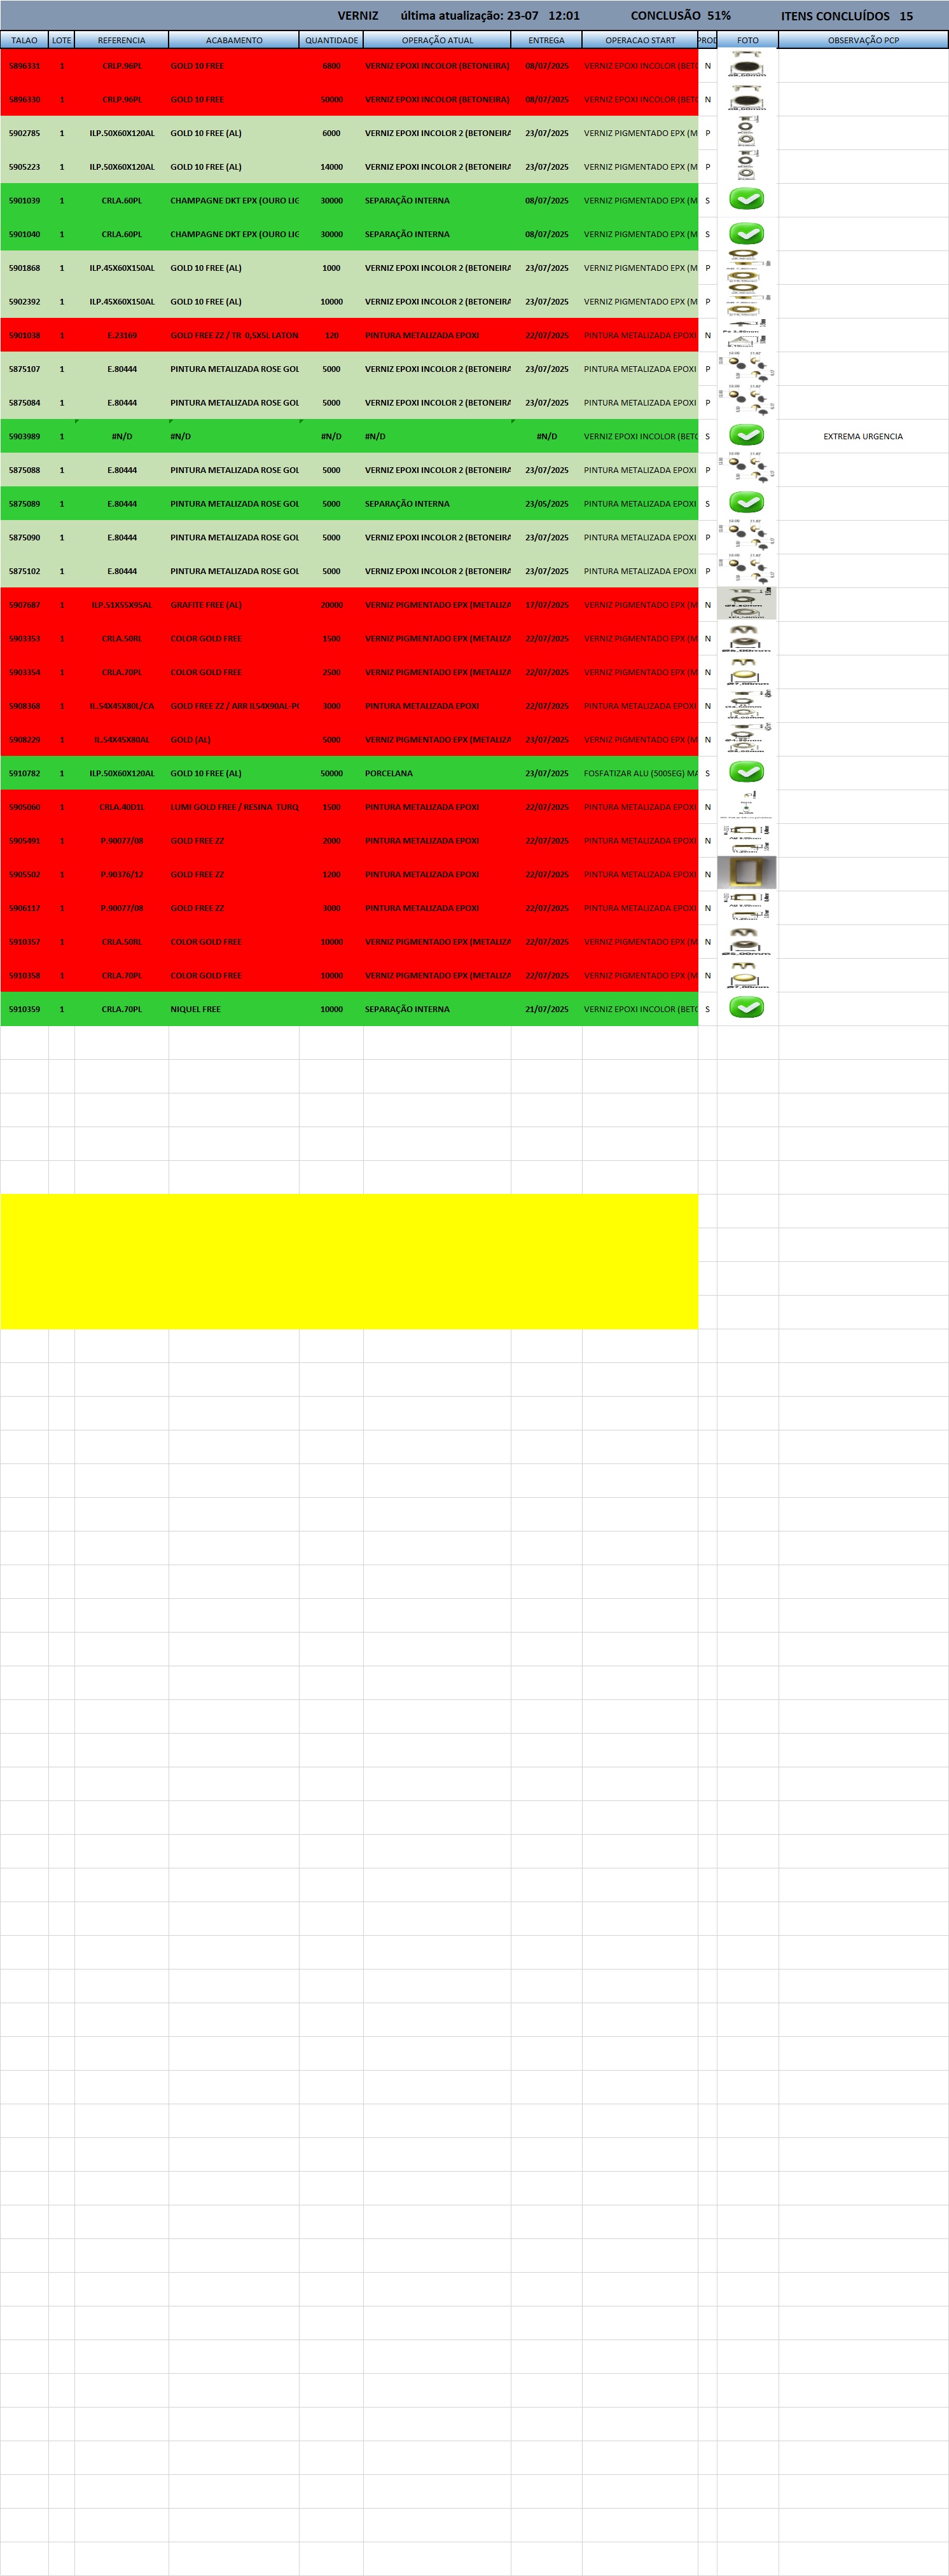 VERNIZ última atualização: 23-07 12:01 CONCLUSÃO 51% ITENS CONCLUÍDOS 15
TALAO LOTE REFERENCIA ACABAMENTO QUANTIDADE OPERAÇÃO ATUAL ENTREGA OPERACAO START PROD FOTO OBSERVAÇÃO PCP
5896331 1 CRLP.96PL GOLD 10 FREE 6800 VERNIZ EPOXI INCOLOR (BETONEIRA) 08/07/2025 VERNIZ EPOXI INCOLOR (BETO N
5896330 1 CRLP.96PL GOLD 10 FREE 50000 VERNIZ EPOXI INCOLOR (BETONEIRA) 08/07/2025 VERNIZ EPOXI INCOLOR (BETO N
5902785 1 ILP.50X60X120AL GOLD 10 FREE (AL) 6000 VERNIZ EPOXI INCOLOR 2 (BETONEIRA 23/07/2025 VERNIZ PIGMENTADO EPX (M P
5905223 1 ILP.50X60X120AL GOLD 10 FREE (AL) 14000 VERNIZ EPOXI INCOLOR 2 (BETONEIRA 23/07/2025 VERNIZ PIGMENTADO EPX (M P
5901039 1 CRLA.60PL CHAMPAGNE DKT EPX (OURO LIG 30000 SEPARAÇÃO INTERNA 08/07/2025 VERNIZ PIGMENTADO EPX (M S
5901040 1 CRLA.60PL CHAMPAGNE DKT EPX (OURO LIG 30000 SEPARAÇÃO INTERNA 08/07/2025 VERNIZ PIGMENTADO EPX (M S
5901868 1 ILP.45X60X150AL GOLD 10 FREE (AL) 1000 VERNIZ EPOXI INCOLOR 2 (BETONEIRA 23/07/2025 VERNIZ PIGMENTADO EPX (M P
5902392 1 ILP.45X60X150AL GOLD 10 FREE (AL) 10000 VERNIZ EPOXI INCOLOR 2 (BETONEIRA 23/07/2025 VERNIZ PIGMENTADO EPX (M P
5901038 1 E.23169 GOLD FREE ZZ / TR 0,5X5L LATON 120 PINTURA METALIZADA EPOXI 22/07/2025 PINTURA METALIZADA EPOXI N
5875107 1 E.80444 PINTURA METALIZADA ROSE GOL 5000 VERNIZ EPOXI INCOLOR 2 (BETONEIRA 23/07/2025 PINTURA METALIZADA EPOXI P
5875084 1 E.80444 PINTURA METALIZADA ROSE GOL 5000 VERNIZ EPOXI INCOLOR 2 (BETONEIRA 23/07/2025 PINTURA METALIZADA EPOXI P
5903989 1 #N/D #N/D #N/D #N/D #N/D VERNIZ EPOXI INCOLOR (BETO S EXTREMA URGENCIA
5875088 1 E.80444 PINTURA METALIZADA ROSE GOL 5000 VERNIZ EPOXI INCOLOR 2 (BETONEIRA 23/07/2025 PINTURA METALIZADA EPOXI P
5875089 1 E.80444 PINTURA METALIZADA ROSE GOL 5000 SEPARAÇÃO INTERNA 23/05/2025 PINTURA METALIZADA EPOXI S
5875090 1 E.80444 PINTURA METALIZADA ROSE GOL 5000 VERNIZ EPOXI INCOLOR 2 (BETONEIRA 23/07/2025 PINTURA METALIZADA EPOXI P
5875102 1 E.80444 PINTURA METALIZADA ROSE GOL 5000 VERNIZ EPOXI INCOLOR 2 (BETONEIRA 23/07/2025 PINTURA METALIZADA EPOXI P
5907687 1 ILP.51X55X95AL GRAFITE FREE (AL) 20000 VERNIZ PIGMENTADO EPX (METALIZA 17/07/2025 VERNIZ PIGMENTADO EPX (M N
5903353 1 CRLA.50RL COLOR GOLD FREE 1500 VERNIZ PIGMENTADO EPX (METALIZA 22/07/2025 VERNIZ PIGMENTADO EPX (M N
5903354 1 CRLA.70PL COLOR GOLD FREE 2500 VERNIZ PIGMENTADO EPX (METALIZA 22/07/2025 VERNIZ PIGMENTADO EPX (M N
5908368 1 IL.54X45X80L/CA GOLD FREE ZZ / ARR IL54X90AL-PI 3000 PINTURA METALIZADA EPOXI 22/07/2025 PINTURA METALIZADA EPOXI N
5908229 1 IL.54X45X80AL GOLD (AL) 5000 VERNIZ PIGMENTADO EPX (METALIZA 23/07/2025 VERNIZ PIGMENTADO EPX (M N
5910782 1 ILP.50X60X120AL GOLD 10 FREE (AL) 50000 PORCELANA 23/07/2025 FOSFATIZAR ALU (500SEG) MA S
5905060 1 CRLA.40D1L LUMI GOLD FREE / RESINA TURQ 1500 PINTURA METALIZADA EPOXI 22/07/2025 PINTURA METALIZADA EPOXI N
5905491 1 P.90077/08 GOLD FREE ZZ 2000 PINTURA METALIZADA EPOXI 22/07/2025 PINTURA METALIZADA EPOXI N
5905502 1 P.90376/12 GOLD FREE ZZ 1200 PINTURA METALIZADA EPOXI 22/07/2025 PINTURA METALIZADA EPOXI N
5906117 1 P.90077/08 GOLD FREE ZZ 3000 PINTURA METALIZADA EPOXI 22/07/2025 PINTURA METALIZADA EPOXI N
5910357 1 CRLA.50RL COLOR GOLD FREE 10000 VERNIZ PIGMENTADO EPX (METALIZA 22/07/2025 VERNIZ PIGMENTADO EPX (M N
5910358 1 CRLA.70PL COLOR GOLD FREE 10000 VERNIZ PIGMENTADO EPX (METALIZA 22/07/2025 VERNIZ PIGMENTADO EPX (M N
5910359 1 CRLA.70PL NIQUEL FREE 10000 SEPARAÇÃO INTERNA 21/07/2025 VERNIZ EPOXI INCOLOR (BETO S